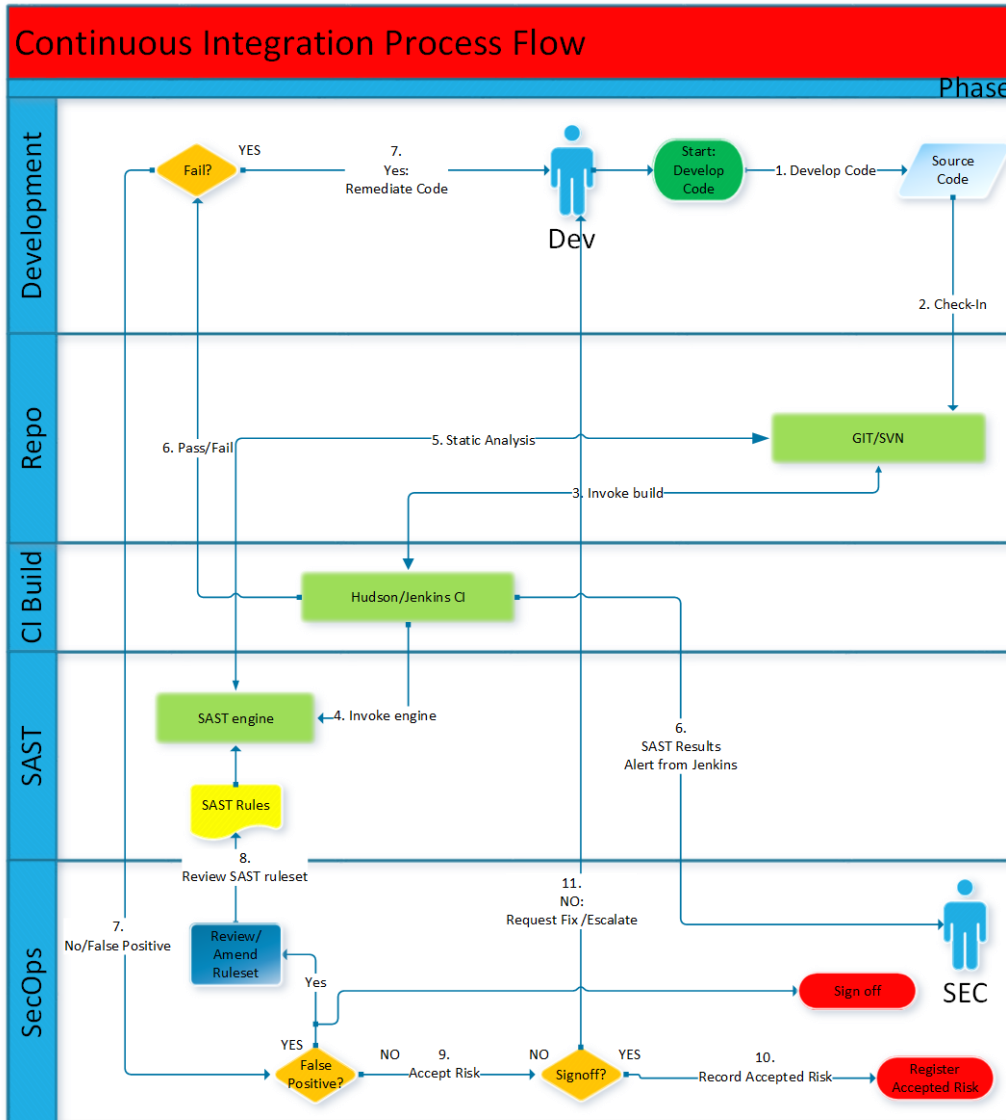 Continuous Integration Process Flow
Phase
Development
Fail?
YES
7.
Yes:
Remediate Code
Dev
Start:
Develop
Code
1. Develop Code
Source
Code
2. Check-In
Repo
6. Pass/Fail
5. Static Analysis
GIT/SVN
3. Invoke build
CI Build
Hudson/Jenkins CI
SAST
SAST engine
4. Invoke engine
6.
SAST Results
Alert from Jenkins
SAST Rules
8.
Review SAST ruleset
SecOps
7.
No/False Positive
Review/
Amend
Ruleset
Yes
11.
NO:
Request Fix /Escalate
SEC
Sign off
YES
False
Positive?
NO
9.
Accept Risk
NO
Signoff?
YES
10.
Record Accepted Risk
Register
Accepted Risk